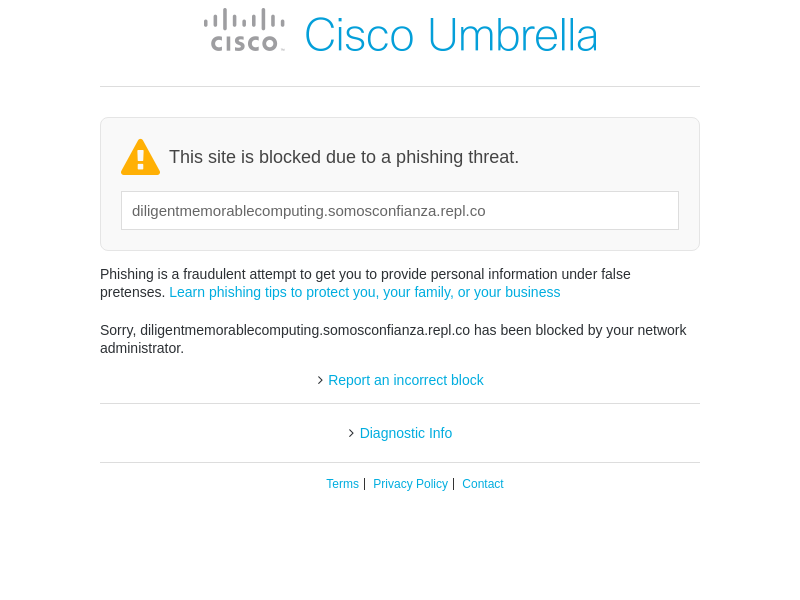 CISCO Cisco Umbrella
This site is blocked due to a phishing threat.
diligentmemorablecomputing.somosconfianza.repl.co
Phishing is a fraudulent attempt to get you to provide personal information under false
pretenses. Learn phishing tips to protect you, your family, or your business
Sorry, diligentmemorablecomputing.somosconfianza.repl.co has been blocked by your network
administrator.
Report an incorrect block
Diagnostic Info
Terms | Privacy Policy | Contact